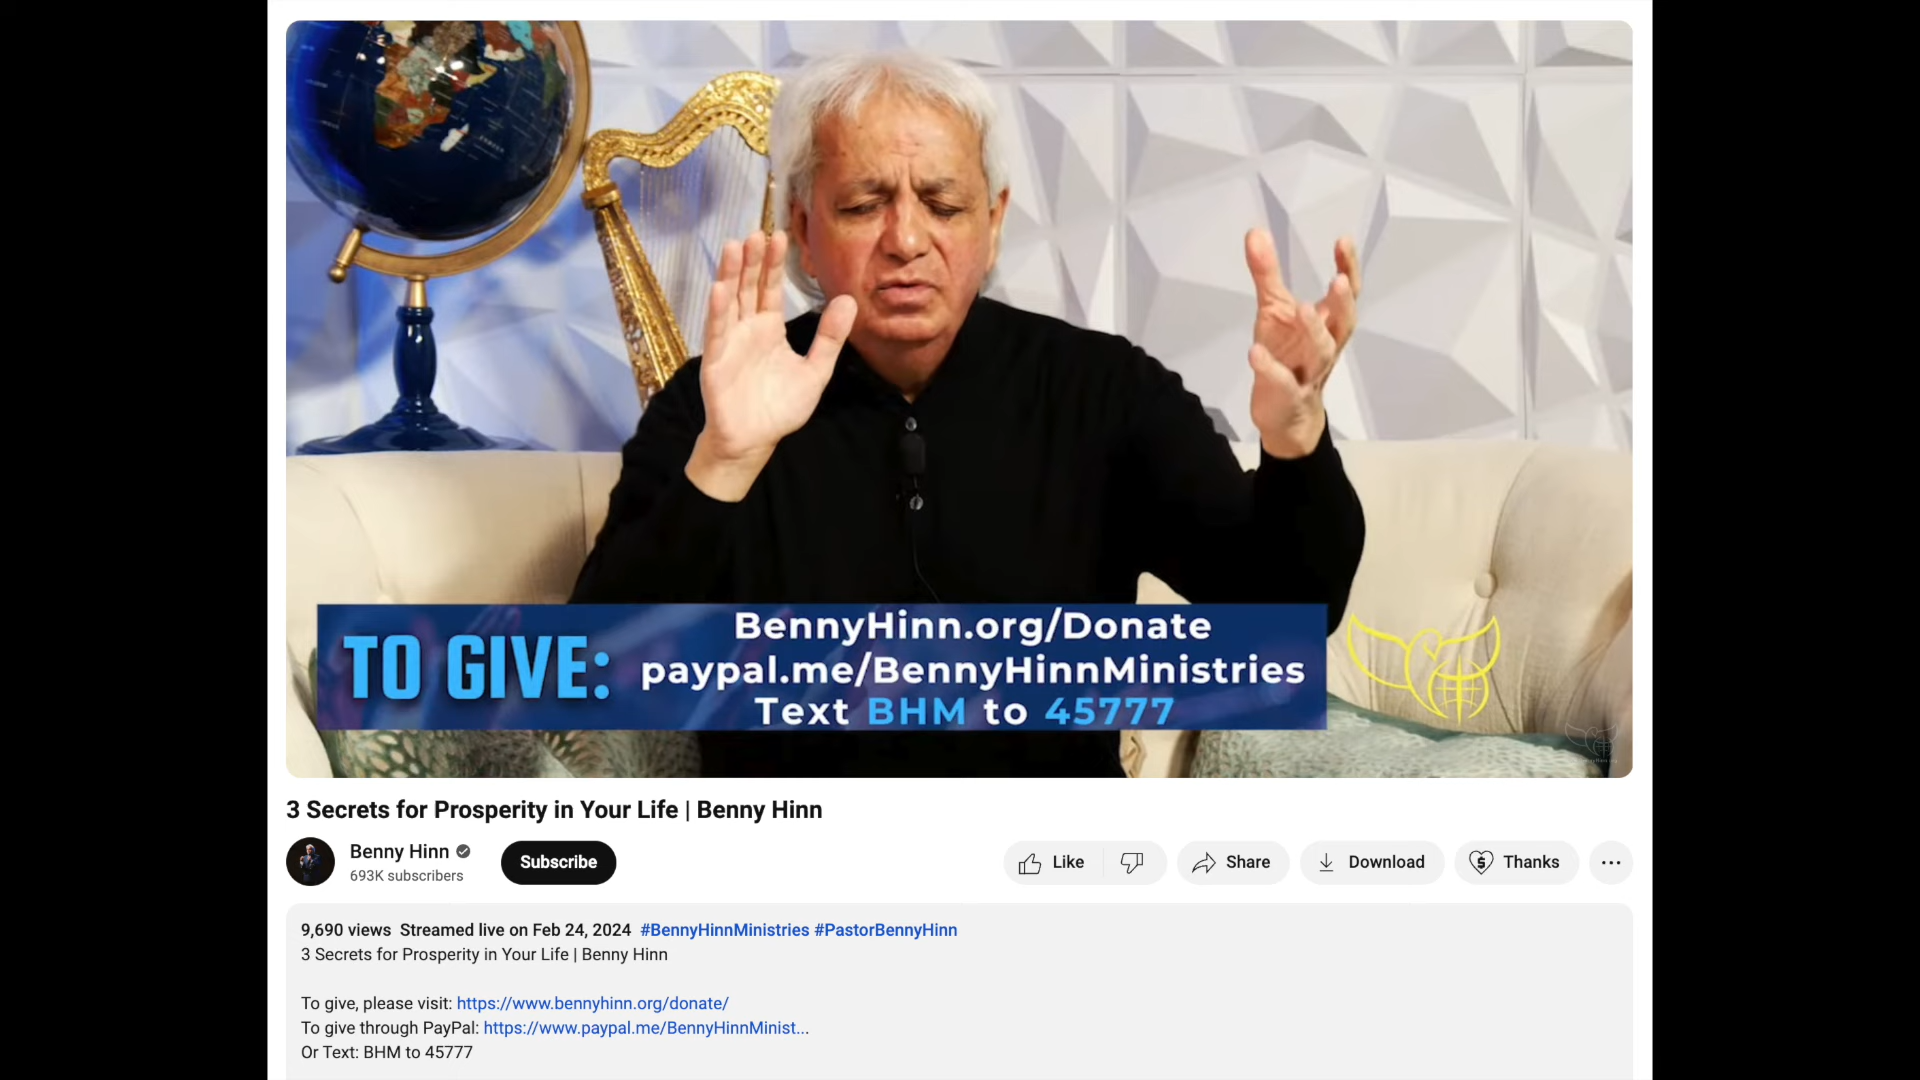 TO GIVE:
BennyHinn.org/Donate
paypal.me/BennyHinnMinistries
Text BHM to 45777
3 Secrets for Prosperity in Your Life | Benny Hinn
Benny Hinn
693K subscribers
Subscribe
Like
Share
Download
Thanks
9,690 views Streamed live on Feb 24, 2024 #BennyHinnMinistries #PastorBennyHinn
3 Secrets for Prosperity in Your Life | Benny Hinn
To give, please visit: https://www.bennyhinn.org/donate/
To give through PayPal: https://www.paypal.me/BennyHinnMinist...
Or Text: BHM to 45777